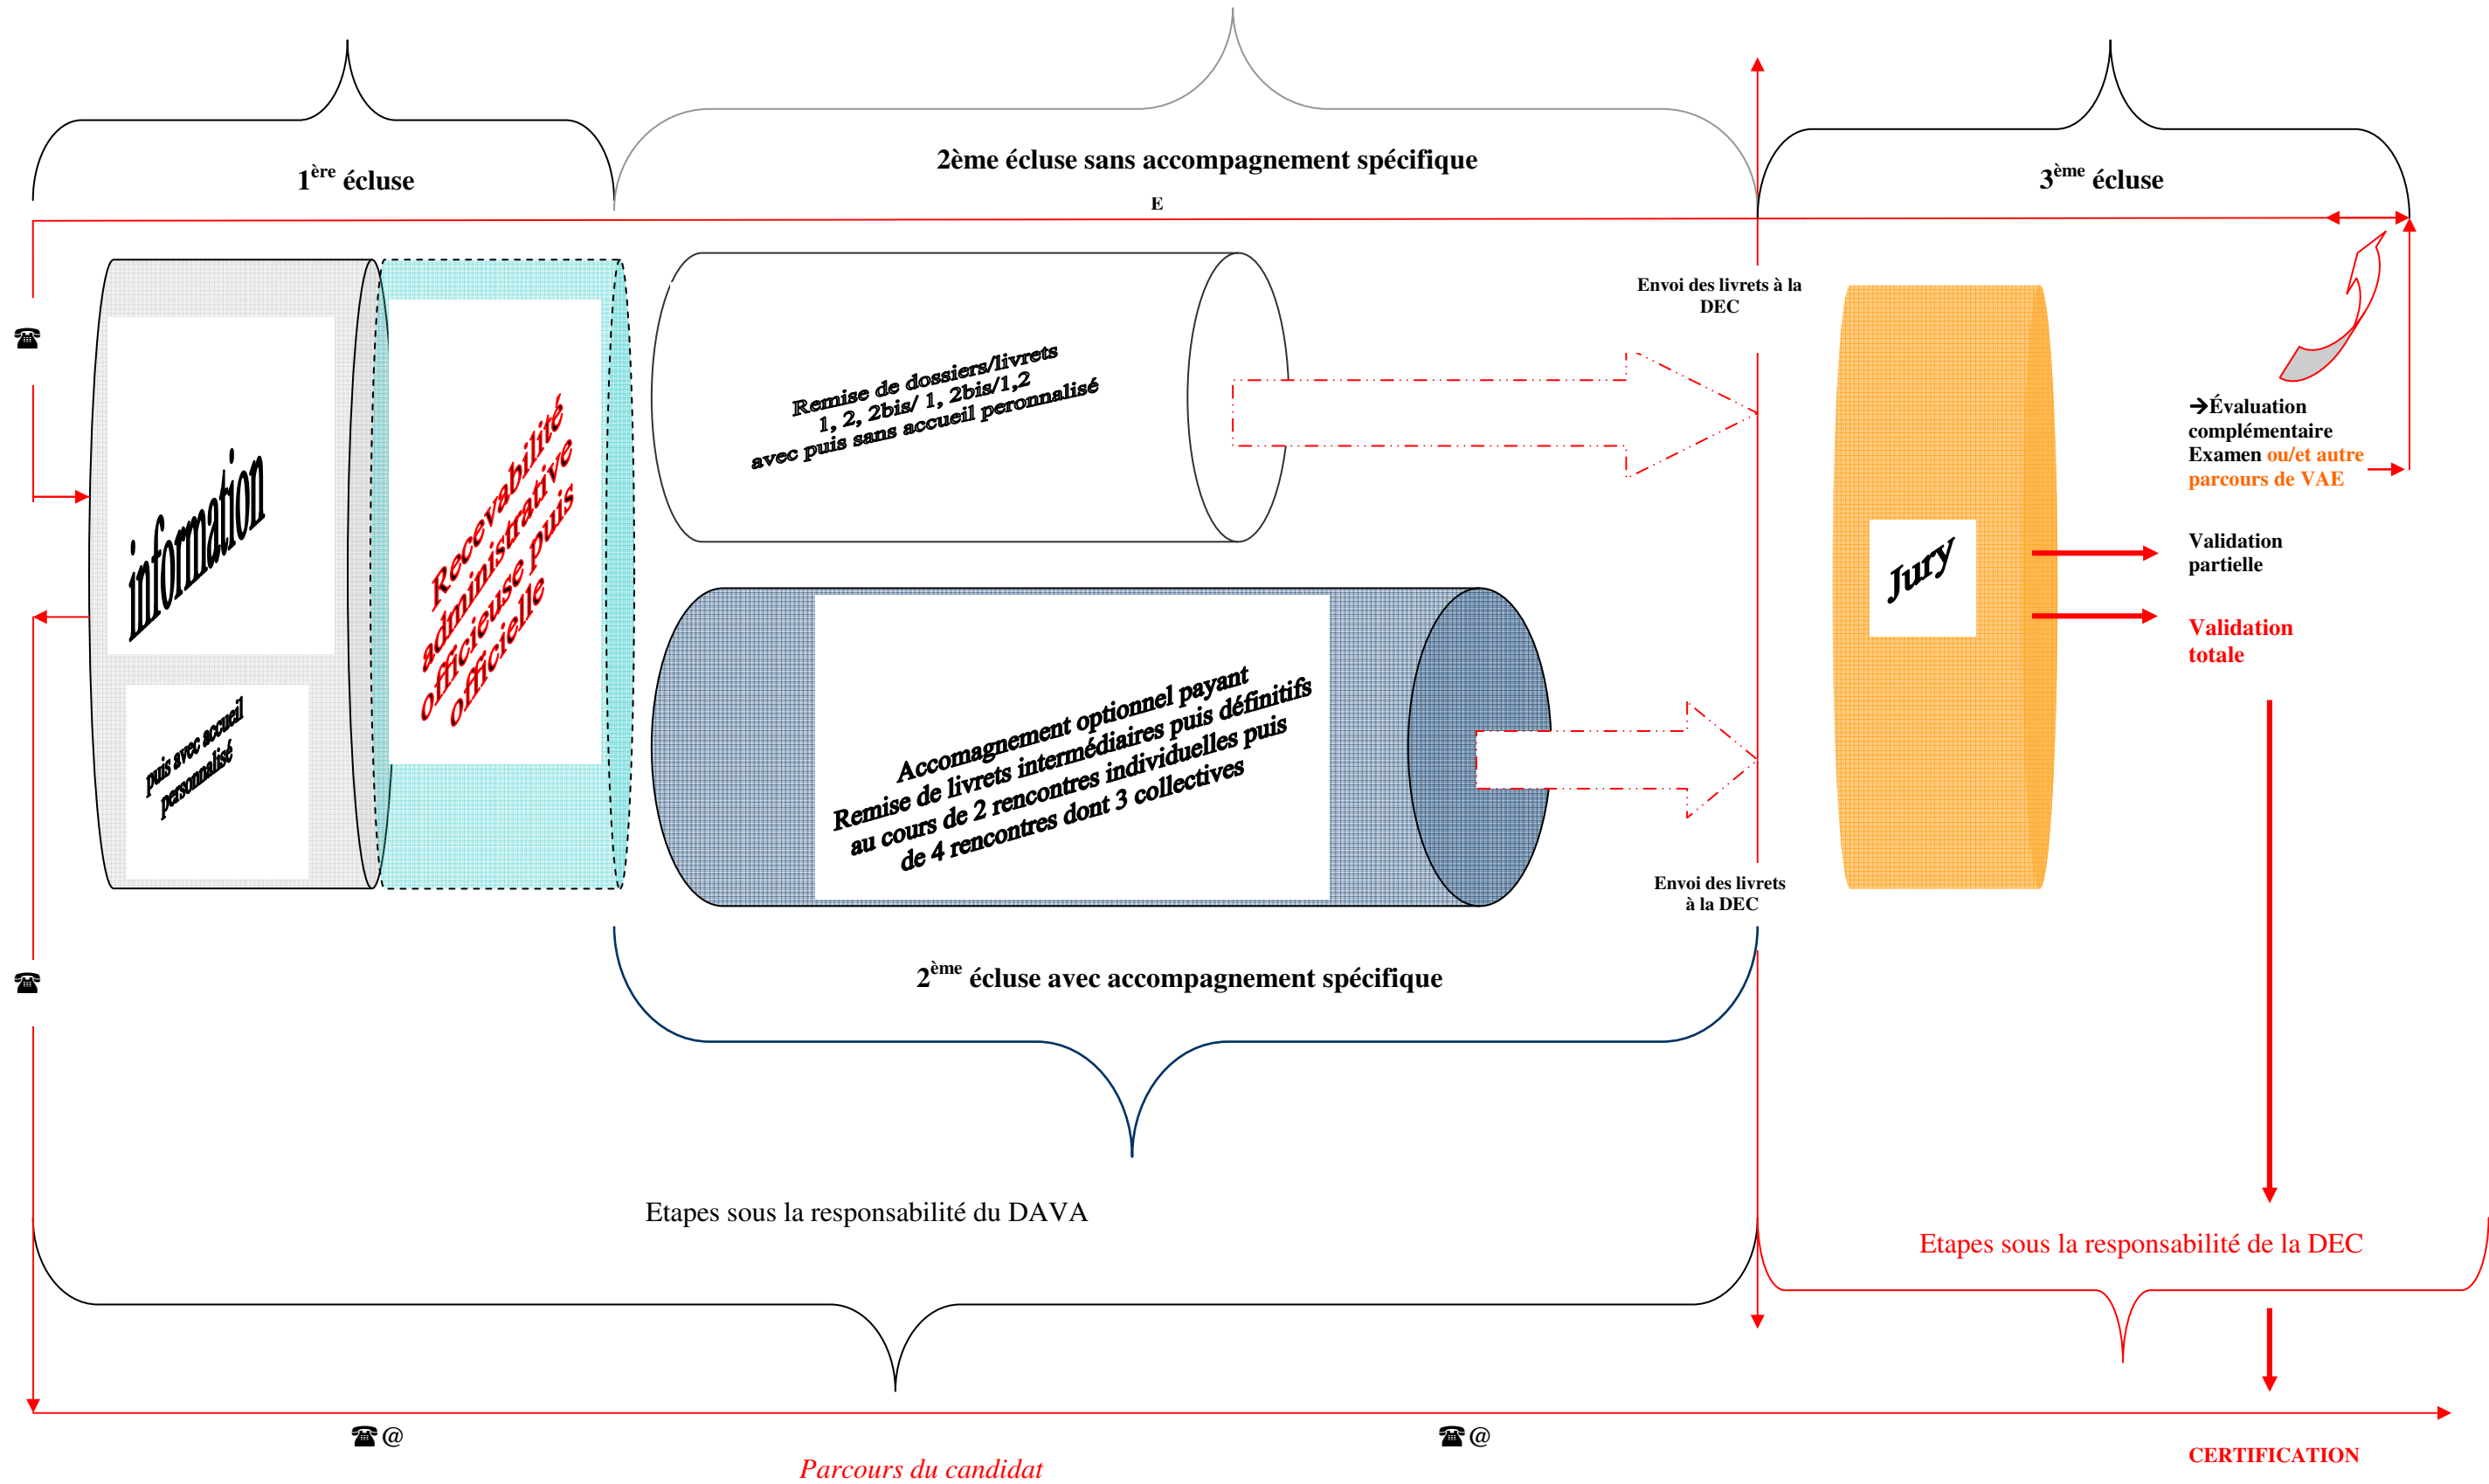 1ère écluse
2ème écluse sans accompagnement spécifique
E
3ème écluse
☎
information
puis avec accueil
personnalisé
☎
Recevabilité
administrative
officieuse puis
officielle
Remise de dossiers/livrets
1, 2, 2bis/ 1, 2bis/1,2
avec puis sans accueil peronnalisé
Envoi des livrets à la
DEC
Accomagnement optionnel payant
Remise de livrets intermédiaires puis définitifs
au cours de 2 rencontres individuelles puis
de 4 rencontres dont 3 collectives
Envoi des livrets
à la DEC
2ème écluse avec accompagnement spécifique
Jury
→Évaluation
complémentaire
Examen ou/et autre
parcours de VAE
Validation
partielle
Validation
totale
Etapes sous la responsabilité du DAVA
Etapes sous la responsabilité de la DEC
☎@
☎@
Parcours du candidat
CERTIFICATION